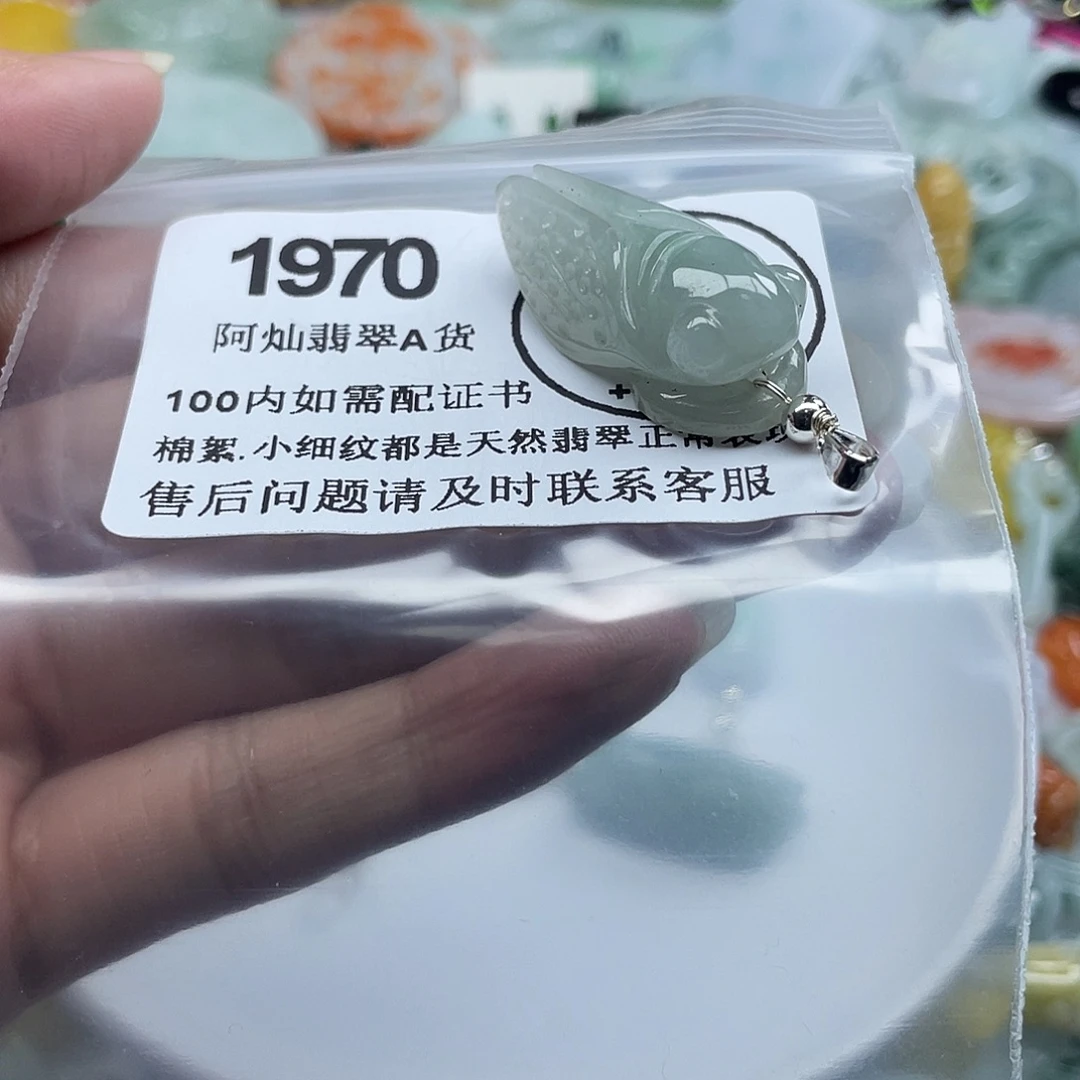 1970
阿灿翡翠A货
100内如需配证书 +
棉絮.小细纹都是天然翡翠正常表现
售后问题请及时联系客服